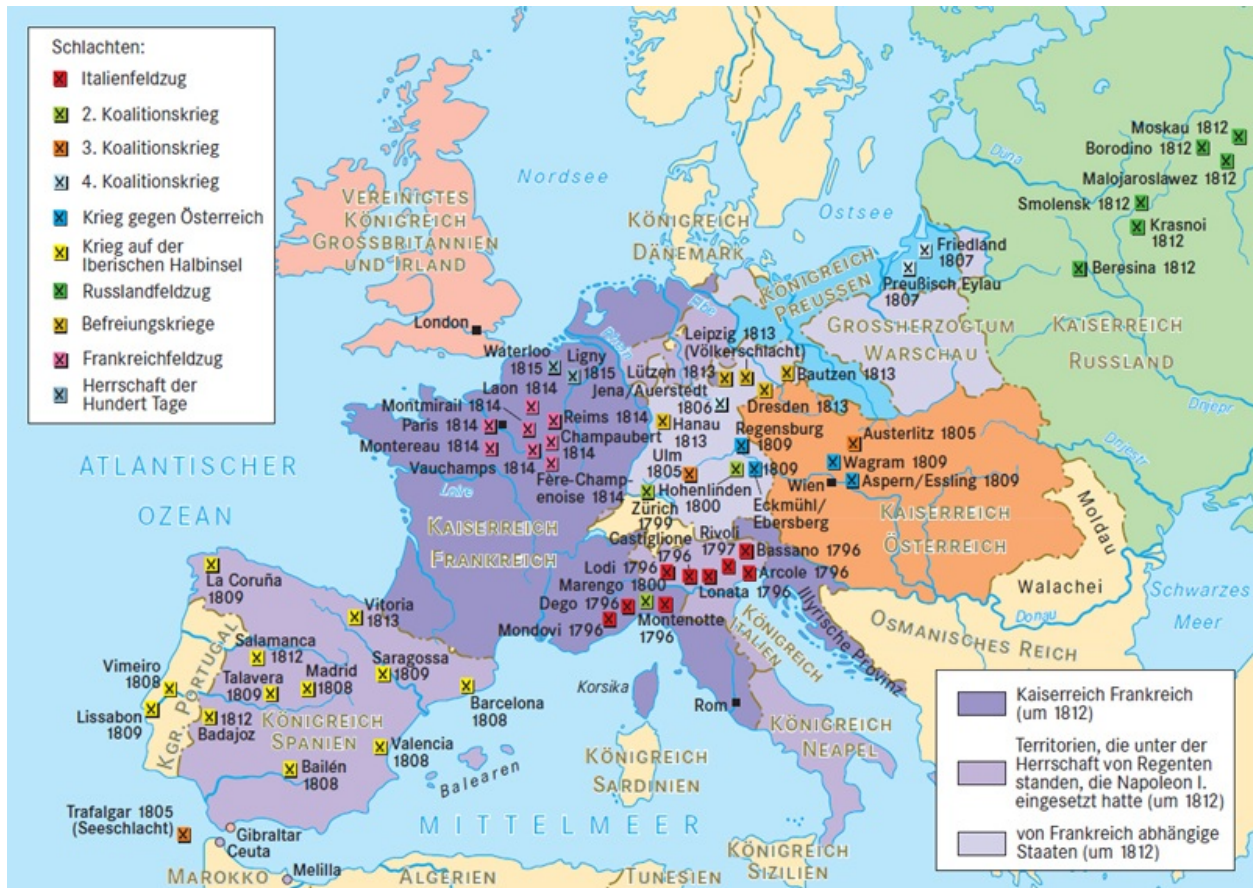 Schlachten:
Italienfeldzug
2. Koalitionskrieg
3. Koalitionskrieg
4. Koalitionskrieg
Krieg gegen Österreich
Krieg auf der
Iberischen Halbinsel
Russlandfeldzug
Befreiungskriege
Frankreichfeldzug
Herrschaft der
Hundert Tage
Nordsee
Ostsee
VEREINIGTES
KÖNIGREICH
GROSSBRITANNIEN
UND IRLAND
London
KÖNIGREICH
DÄNEMARK
KÖNIGREICH
PREUSSEN
Friedland
1807
Preußisch Eylau
1807
GROSSHERZOGTUM
WARSCHAU
Duna
Moskau 1812
Borodino 1812
Malojaroslawez 1812
Smolensk 1812
Krasnoi
1812
Beresina 1812
KAISERREICH
RUSSLAND
Dnjepr
Dnjestr
Elbe
Rhein
Waterloo
1815
Ligny
1815
Leipzig 1813
(Völkerschlacht)
Lützen 1813
Bautzen 1813
Jena/Auerstedt
1806
Dresden 1813
Laon 1814
Montmirail 1814
Paris 1814
Reims 1814
Montereau 1814
Champaubert
1814
Vauchamps 1814
Fère-Champ-
enoise 1814
Hanau
1813
Regensburg
1809
Ulm
1805
1809
Hohenlinden
1800
Eckmühl/
Ebersberg
Zürich
1799
Austerlitz 1805
Wagram 1809
Wien
Aspern/Essling 1809
KAISERREICH
ÖSTERREICH
Moldau
Walachei
Donau
Schwarzes
Meer
OSMANISCHES REICH
ATLANTISCHER
OZEAN
Loire
KAISERREICH
FRANKREICH
Castiglione
1796
Rivoli
1797
Bassano 1796
Lodi 1796
Arcole 1796
Marengo 1800
Lonata 1796
Dego 1796
Montenotte
1796
Mondovi 1796
Illyrische Provinz
KÖNIGREICH
ITALIEN
Korsika
Rom
KÖNIGREICH
NEAPEL
KÖNIGREICH
SARDINIEN
KÖNIGREICH
SIZILIEN
La Coruña
1809
Vitoria
1813
Salamanca
1812
Saragossa
1809
Vimeiro
1808
Talavera
1809
Madrid
1808
Barcelona
1808
Lissabon
1809
1812
Badajoz
KGR. PORTUGAL
KÖNIGREICH
SPANIEN
Valencia
1808
Bailén
1808
Balearen
Trafalgar 1805
(Seeschlacht)
Gibraltar
Ceuta
Melilla
MITTELMEER
MAROKKO
ALGERIEN
TUNESIEN
Kaiserreich Frankreich
(um 1812)
Territorien, die unter der
Herrschaft von Regenten
standen, die Napoleon I.
eingesetzt hatte (um 1812)
von Frankreich abhängige
Staaten (um 1812)